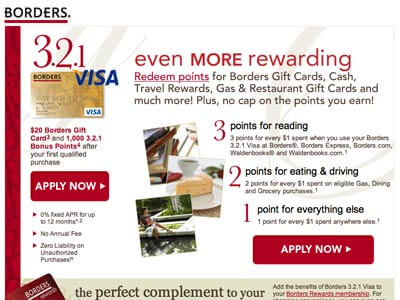 BORDERS.
3.2.1
BORDERS
VISA
even MORE rewarding
Redeem points for Borders Gift Cards, Cash,
Travel Rewards, Gas & Restaurant Gift Cards and
much more! Plus, no cap on the points you earn!
$20 Borders Gift
Card3 and 1,000 3.2.1
Bonus Points4 after
your first qualified
purchase
APPLY NOW
0% fixed APR for up
to 12 months*,2
No Annual Fee
Zero Liability on
Unauthorized
Purchases
3 points for reading
3 points for every $1 spent when you use your Borders
3.2.1 Visa at Borders®, Borders Express, Borders.com,
Waldenbooks® and Waldenbooks.com.1
2 points for eating & driving
2 points for every $1 spent on eligible Gas, Dining
and Grocery purchases.1
1 point for everything else
1 point for every $1 spent anywhere else.1
APPLY NOW
BORDERS
the perfect complement to your
Add the benefits of Borders 3.2.1 Visa to
your Borders Rewards membership. For